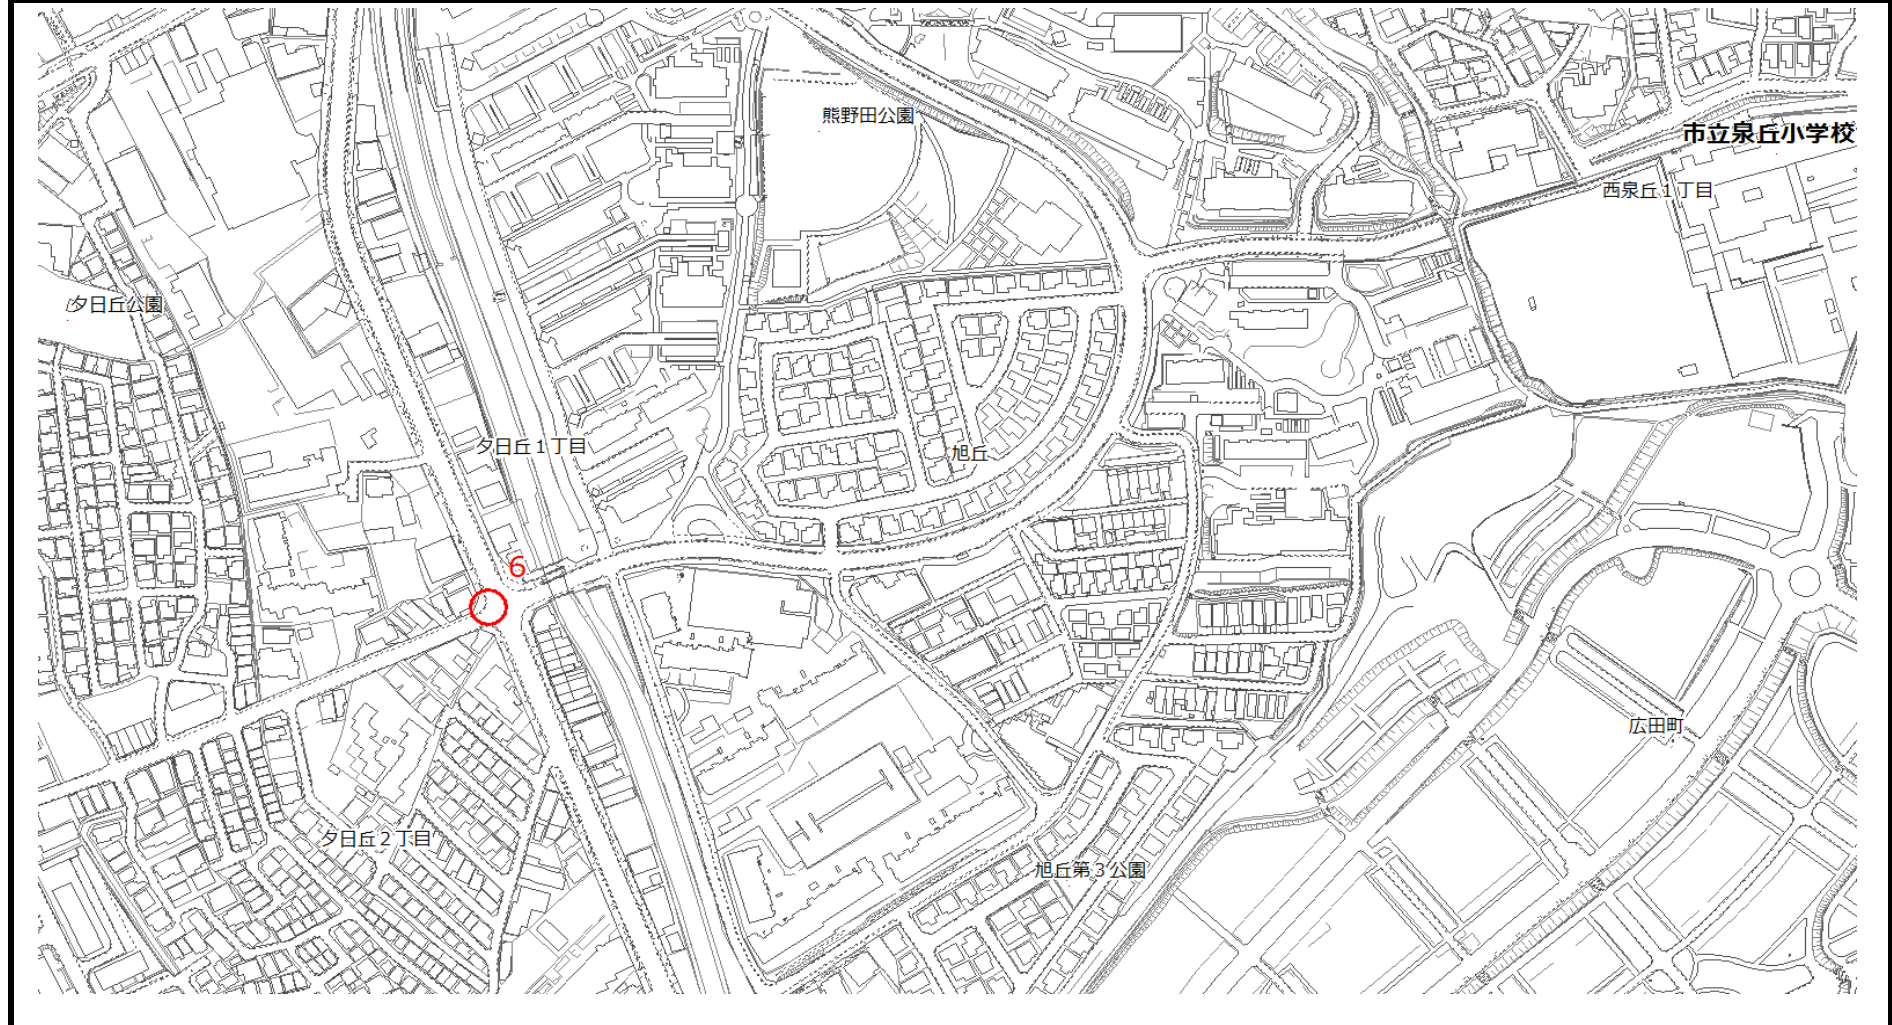 熊野田公園
市立泉丘小学校
西泉丘１丁目
夕日丘公園
夕日丘１丁目
旭丘
6
広田町
夕日丘２丁目
旭丘第３公園